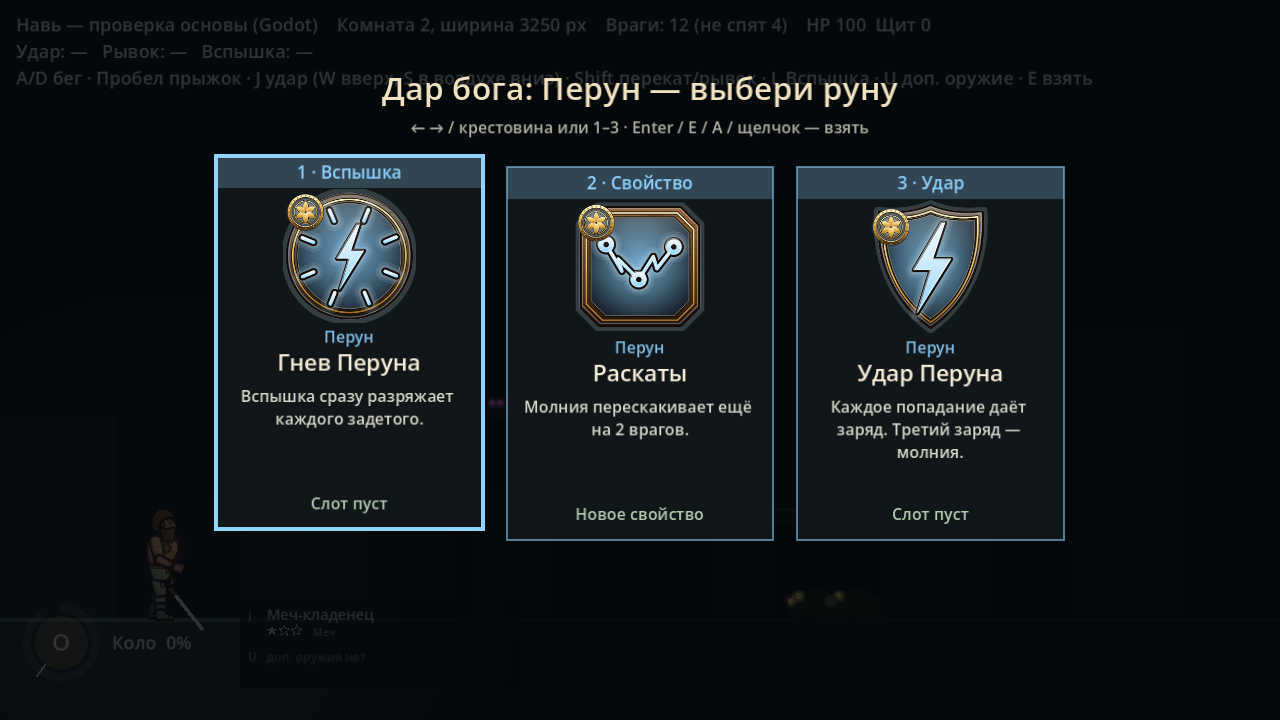 Навь — проверка основы (Godot) Комната 2, ширина 3250 px Враги: 12 (не спят 4) HP 100 Щит 0
Удар: — Рывок: — Вспышка: —
A/D бег · Пробел прыжок · J удар (W вверх, S в воздухе вниз) · Shift перекат/рывок · L Вспышка · U доп. оружие · E взять
Дар бога: Перун — выбери руну
← → / крестовина или 1–3 · Enter / E / A / щелчок — взять
1 · Вспышка
Перун
Гнев Перуна
Вспышка сразу разряжает
каждого задетого.
Слот пуст
2 · Свойство
Перун
Раскаты
Молния перескакивает ещё
на 2 врагов.
Новое свойство
3 · Удар
Перун
Удар Перуна
Каждое попадание даёт
заряд. Третий заряд —
молния.
Слот пуст
О
Коло 0%
J Меч-кладенец
★☆☆ Меч
U доп. оружия нет